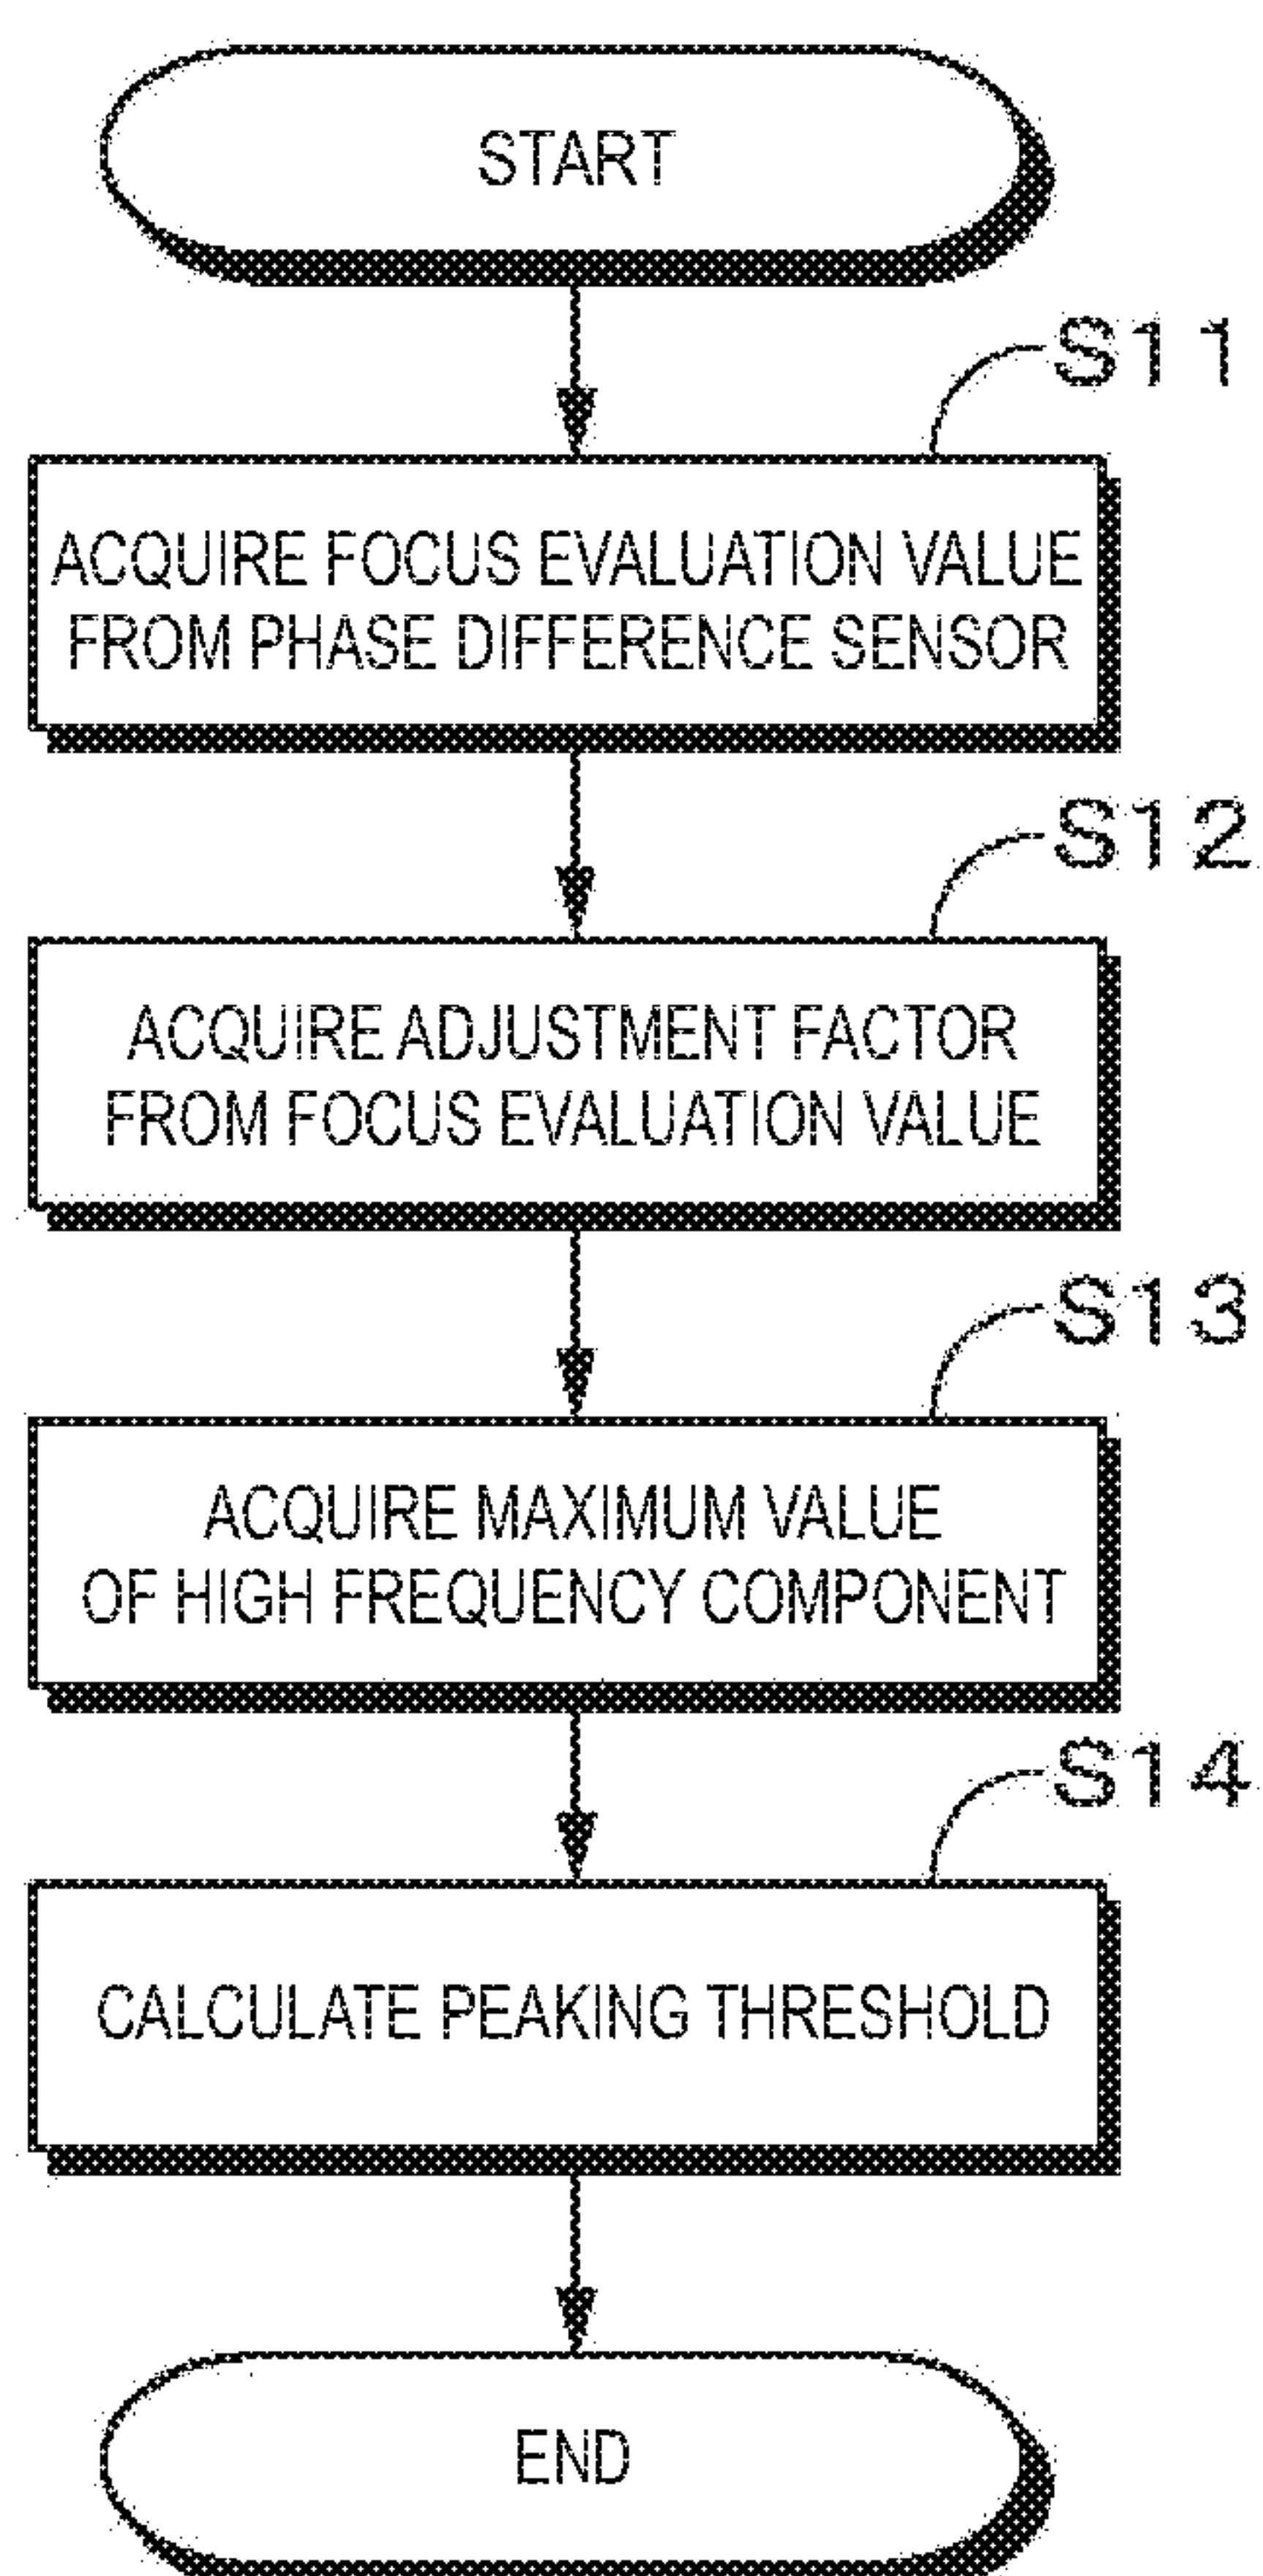 START
S11
ACQUIRE FOCUS EVALUATION VALUE
FROM PHASE DIFFERENCE SENSOR
S12
ACQUIRE ADJUSTMENT FACTOR
FROM FOCUS EVALUATION VALUE
S13
ACQUIRE MAXIMUM VALUE
OF HIGH FREQUENCY COMPONENT
S14
CALCULATE PEAKING THRESHOLD
END